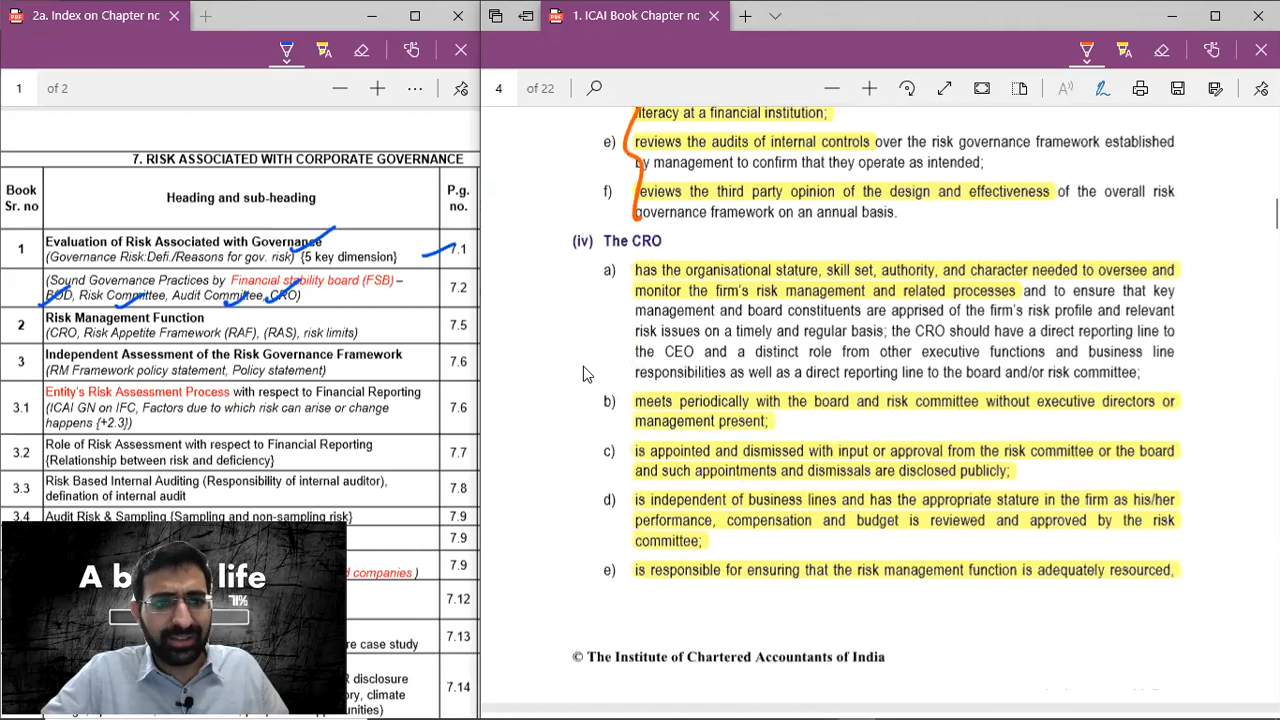 2a. Index on Chapter no
1 of 2
7. RISK ASSOCIATED WITH CORPORATE GOVERNANCE
Book Sr. no
Heading and sub-heading
P.g. no.
1
Evaluation of Risk Associated with Governance
(Governance Risk:Defi./Reasons for gov. risk) {5 key dimension}
7.1
(Sound Governance Practices by Financial stability board (FSB) –
BOD, Risk Committee, Audit Committee, CRO)
7.2
2
Risk Management Function
(CRO, Risk Appetite Framework (RAF), (RAS), risk limits)
7.5
3
Independent Assessment of the Risk Governance Framework
(RM Framework policy statement, Policy statement)
7.6
3.1
Entity's Risk Assessment Process with respect to Financial Reporting
(ICAI GN on IFC, Factors due to which risk can arise or change
happens {+2.3})
7.6
3.2
Role of Risk Assessment with respect to Financial Reporting
{Relationship between risk and deficiency}
7.7
3.3
Risk Based Internal Auditing (Responsibility of internal auditor),
defination of internal audit
7.8
3.4
Audit Risk & Sampling {Sampling and non-sampling risk}
7.9
7.9
d companies )
7.9
7.12
re case study
7.13
R disclosure
ory, climate
unities)
7.14
A b life
71%
1. ICAI Book Chapter no
4 of 22
literacy at a financial institution;
e) reviews the audits of internal controls over the risk governance framework established
by management to confirm that they operate as intended;
f) reviews the third party opinion of the design and effectiveness of the overall risk
governance framework on an annual basis.
(iv) The CRO
a) has the organisational stature, skill set, authority, and character needed to oversee and
monitor the firm's risk management and related processes and to ensure that key
management and board constituents are apprised of the firm's risk profile and relevant
risk issues on a timely and regular basis; the CRO should have a direct reporting line to
the CEO and a distinct role from other executive functions and business line
responsibilities as well as a direct reporting line to the board and/or risk committee;
b) meets periodically with the board and risk committee without executive directors or
management present;
c) is appointed and dismissed with input or approval from the risk committee or the board
and such appointments and dismissals are disclosed publicly;
d) is independent of business lines and has the appropriate stature in the firm as his/her
performance, compensation and budget is reviewed and approved by the risk
committee;
e) is responsible for ensuring that the risk management function is adequately resourced,
© The Institute of Chartered Accountants of India